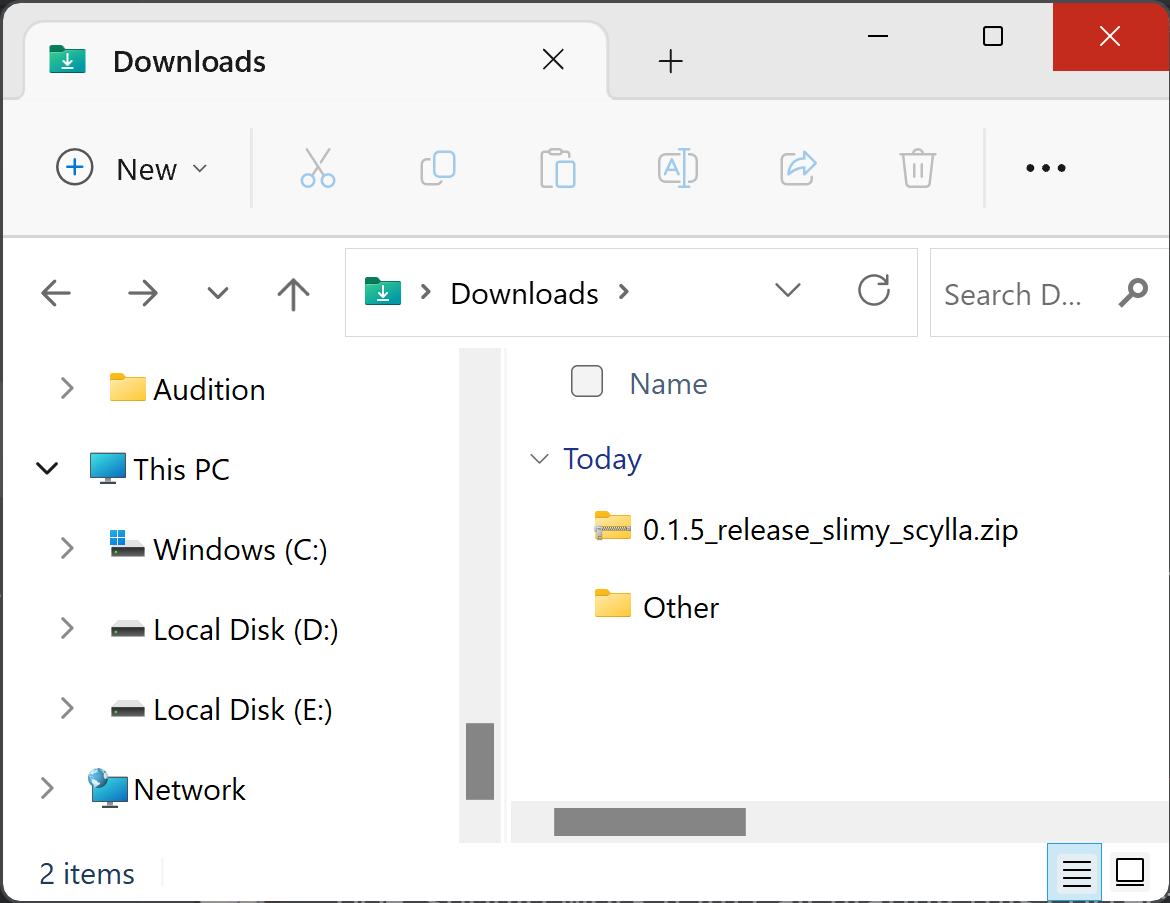 Downloads
New
Downloads
Search D...
Audition
This PC
Windows (C:)
Local Disk (D:)
Local Disk (E:)
Network
Name
Today
0.1.5_release_slimy_scylla.zip
Other
2 items